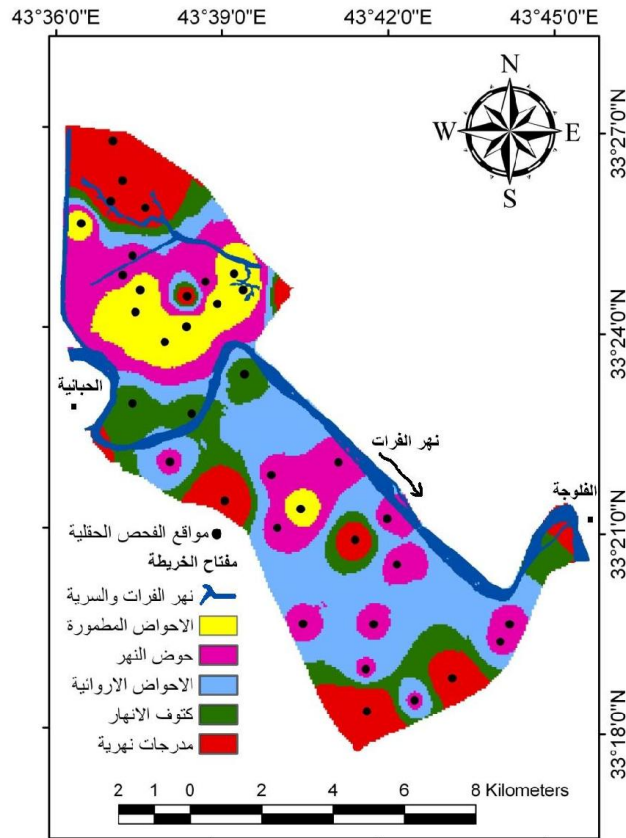 43°36'0"E 43°39'0"E 43°42'0"E 43°45'0"E
N
W E
S
33°27'0"N
33°24'0"N
الحبانية
نهر الفرات
الفلوجة
33°21'0"N
مواقع الفحص الحقلية
مفتاح الخريطة
نهر الفرات والسرية
الاحواض المطمورة
حوض النهر
الاحواض الاروائية
كتوف الانهار
مدرجات نهرية
33°18'0"N
2 1 0 2 4 6 8 Kilometers